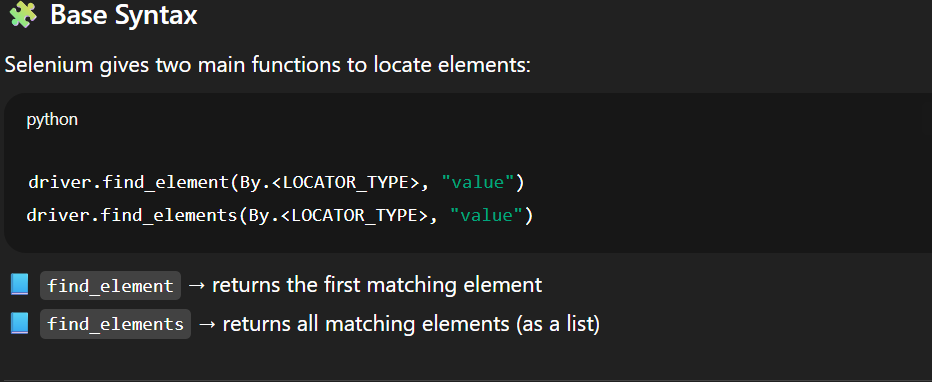 🧩 Base Syntax
Selenium gives two main functions to locate elements:
python
driver.find_element(By.<LOCATOR_TYPE>, "value")
driver.find_elements(By.<LOCATOR_TYPE>, "value")
📘 find_element → returns the first matching element
📘 find_elements → returns all matching elements (as a list)